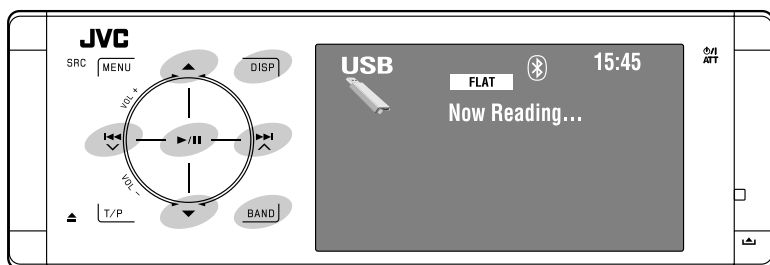 JVC
SRC
MENU
DISP
VOL +
VOL –
T/P
BAND
USB
FLAT
15:45
Now Reading...
⏻/I
ATT